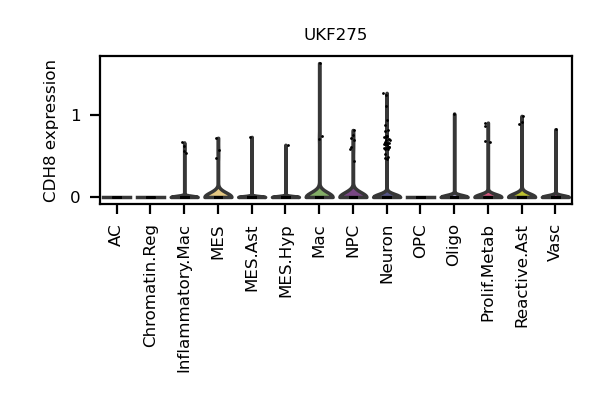 UKF275
CDH8 expression
1
0
AC
Chromatin.Reg
Inflammatory.Mac
MES
MES.Ast
MES.Hyp
Mac
NPC
Neuron
OPC
Oligo
Prolif.Metab
Reactive.Ast
Vasc